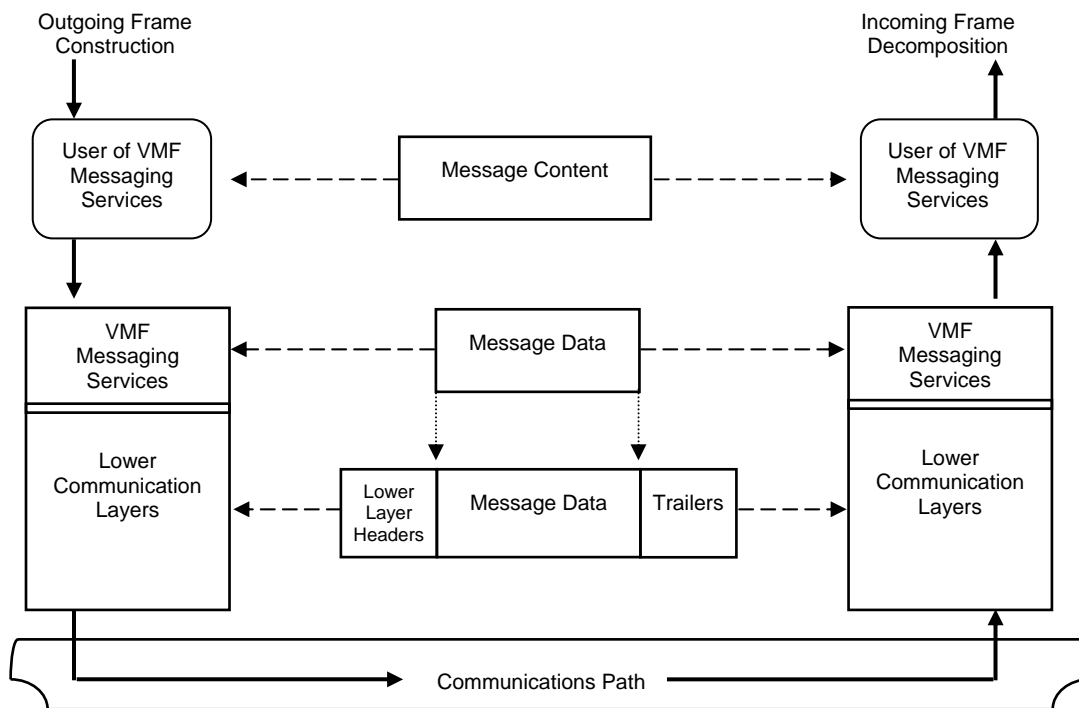 Outgoing Frame
Construction
Incoming Frame
Decomposition
User of VMF
Messaging
Services
Message Content
User of VMF
Messaging
Services
VMF
Messaging
Services
Message Data
VMF
Messaging
Services
Lower
Communication
Layers
Lower
Layer
Headers
Message Data
Trailers
Lower
Communication
Layers
Communications Path